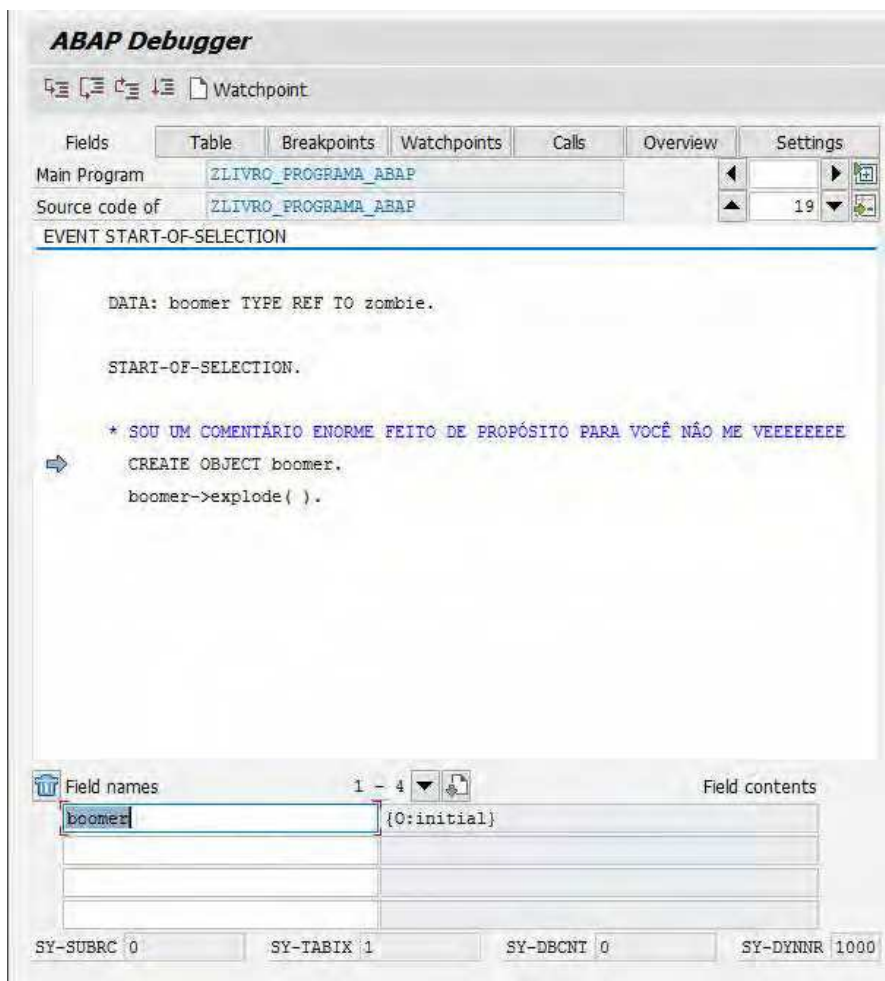 ABAP Debugger
Watchpoint
Fields Table Breakpoints Watchpoints Calls Overview Settings
Main Program ZLIVRO_PROGRAMA_ABAP
Source code of ZLIVRO_PROGRAMA_ABAP 19
EVENT START-OF-SELECTION
DATA: boomer TYPE REF TO zombie.
START-OF-SELECTION.
* SOU UM COMENTÁRIO ENORME FEITO DE PROPÓSITO PARA VOCÊ NÃO ME VEEEEEEEE
CREATE OBJECT boomer.
boomer->explode( ).
Field names 1 - 4 Field contents
boomer {O:initial}
SY-SUBRC 0 SY-TABIX 1 SY-DBCNT 0 SY-DYNNR 1000